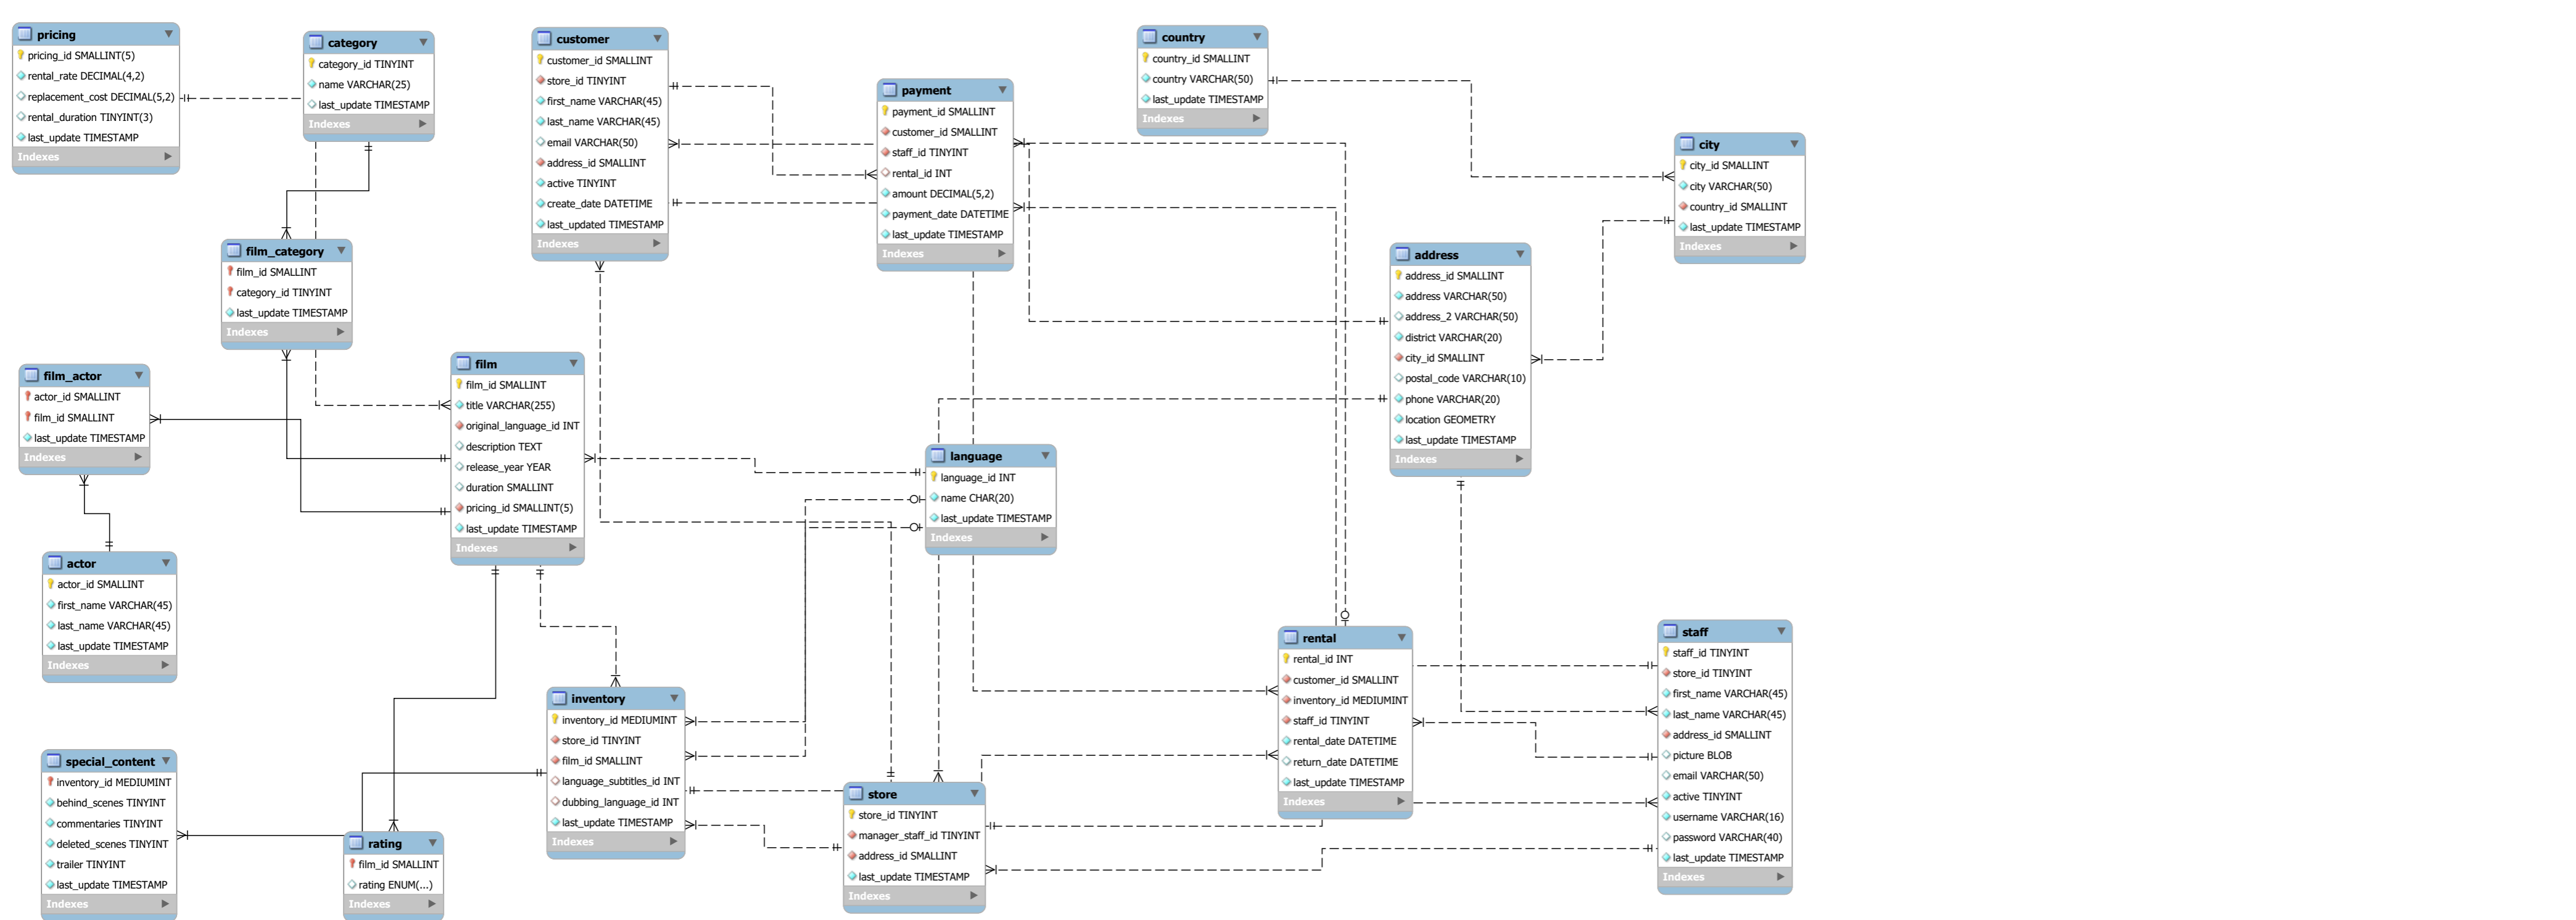 pricing
pricing_id SMALLINT(5)
rental_rate DECIMAL(4,2)
replacement_cost DECIMAL(5,2)
rental_duration TINYINT(3)
last_update TIMESTAMP
Indexes
category
category_id TINYINT
name VARCHAR(25)
last_update TIMESTAMP
Indexes
customer
customer_id SMALLINT
store_id TINYINT
first_name VARCHAR(45)
last_name VARCHAR(45)
email VARCHAR(50)
address_id SMALLINT
active TINYINT
create_date DATETIME
last_updated TIMESTAMP
Indexes
payment
payment_id SMALLINT
customer_id SMALLINT
staff_id TINYINT
rental_id INT
amount DECIMAL(5,2)
payment_date DATETIME
last_update TIMESTAMP
Indexes
country
country_id SMALLINT
country VARCHAR(50)
last_update TIMESTAMP
Indexes
city
city_id SMALLINT
city VARCHAR(50)
country_id SMALLINT
last_update TIMESTAMP
Indexes
film_category
film_id SMALLINT
category_id TINYINT
last_update TIMESTAMP
Indexes
address
address_id SMALLINT
address VARCHAR(50)
address_2 VARCHAR(50)
district VARCHAR(20)
city_id SMALLINT
postal_code VARCHAR(10)
phone VARCHAR(20)
location GEOMETRY
last_update TIMESTAMP
Indexes
film_actor
actor_id SMALLINT
film_id SMALLINT
last_update TIMESTAMP
Indexes
film
film_id SMALLINT
title VARCHAR(255)
original_language_id INT
description TEXT
release_year YEAR
duration SMALLINT
pricing_id SMALLINT(5)
last_update TIMESTAMP
Indexes
language
language_id INT
name CHAR(20)
last_update TIMESTAMP
Indexes
actor
actor_id SMALLINT
first_name VARCHAR(45)
last_name VARCHAR(45)
last_update TIMESTAMP
Indexes
inventory
inventory_id MEDIUMINT
store_id TINYINT
film_id SMALLINT
language_subtitles_id INT
dubbing_language_id INT
last_update TIMESTAMP
Indexes
rental
rental_id INT
customer_id SMALLINT
inventory_id MEDIUMINT
staff_id TINYINT
rental_date DATETIME
return_date DATETIME
last_update TIMESTAMP
Indexes
staff
staff_id TINYINT
store_id TINYINT
first_name VARCHAR(45)
last_name VARCHAR(45)
address_id SMALLINT
picture BLOB
email VARCHAR(50)
active TINYINT
username VARCHAR(16)
password VARCHAR(40)
last_update TIMESTAMP
Indexes
special_content
inventory_id MEDIUMINT
behind_scenes TINYINT
commentaries TINYINT
deleted_scenes TINYINT
trailer TINYINT
last_update TIMESTAMP
Indexes
rating
film_id SMALLINT
rating ENUM(...)
Indexes
store
store_id TINYINT
manager_staff_id TINYINT
address_id SMALLINT
last_update TIMESTAMP
Indexes